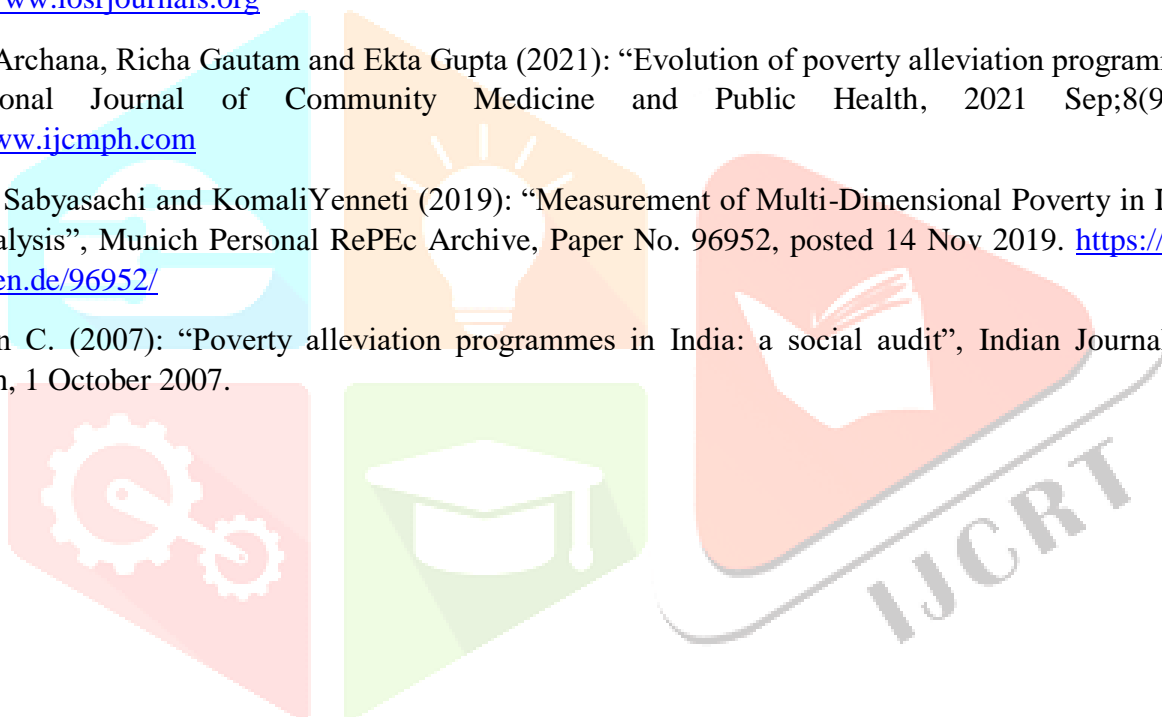 ww.iosrjournals.org
Archana, Richa Gautam and Ekta Gupta (2021): “Evolution of poverty alleviation programm
onal Journal of Community Medicine and Public Health, 2021 Sep;8(9
ww.ijcmph.com
Sabyasachi and KomaliYenneti (2019): “Measurement of Multi-Dimensional Poverty in I
alysis”, Munich Personal RePEc Archive, Paper No. 96952, posted 14 Nov 2019. https://
en.de/96952/
n C. (2007): “Poverty alleviation programmes in India: a social audit”, Indian Journal
n, 1 October 2007.
IJCRT